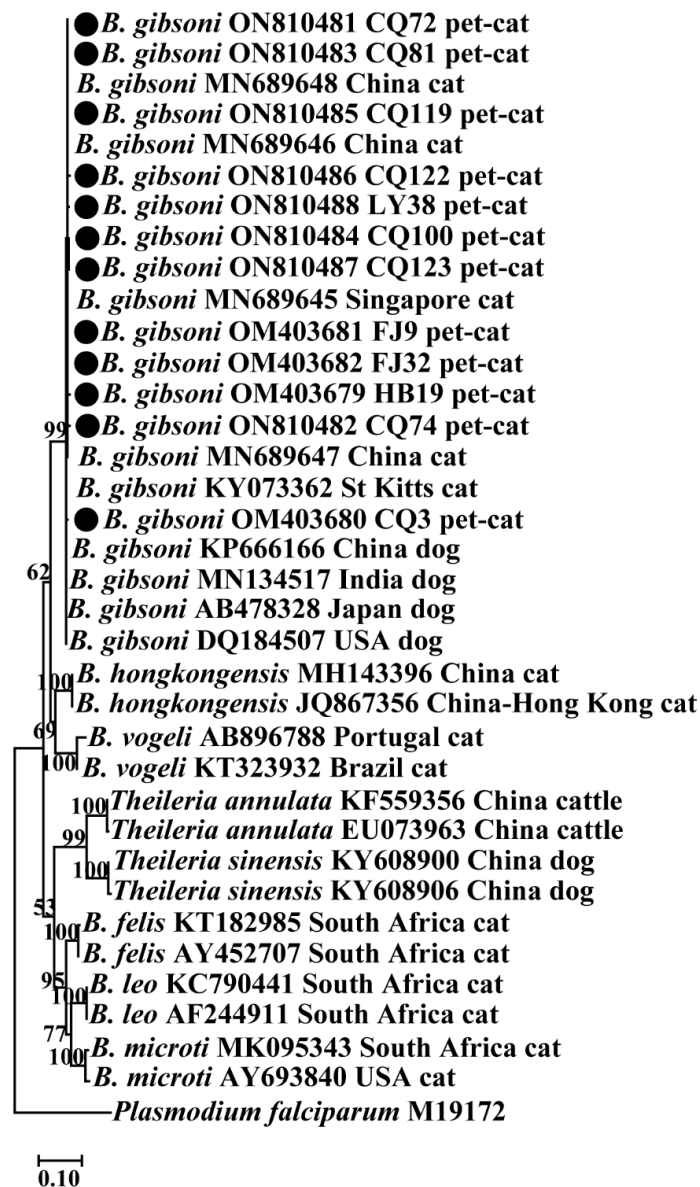 B. gibsoni ON810481 CQ72 pet-cat
B. gibsoni ON810483 CQ81 pet-cat
B. gibsoni MN689648 China cat
B. gibsoni ON810485 CQ119 pet-cat
B. gibsoni MN689646 China cat
B. gibsoni ON810486 CQ122 pet-cat
B. gibsoni ON810488 LY38 pet-cat
B. gibsoni ON810484 CQ100 pet-cat
B. gibsoni ON810487 CQ123 pet-cat
B. gibsoni MN689645 Singapore cat
B. gibsoni OM403681 FJ9 pet-cat
B. gibsoni OM403682 FJ32 pet-cat
B. gibsoni OM403679 HB19 pet-cat
B. gibsoni ON810482 CQ74 pet-cat
99
B. gibsoni MN689647 China cat
B. gibsoni KY073362 St Kitts cat
B. gibsoni OM403680 CQ3 pet-cat
B. gibsoni KP666166 China dog
62
B. gibsoni MN134517 India dog
B. gibsoni AB478328 Japan dog
B. gibsoni DQ184507 USA dog
B. hongkongensis MH143396 China cat
100
B. hongkongensis JQ867356 China-Hong Kong cat
69
B. vogeli AB896788 Portugal cat
100
B. vogeli KT323932 Brazil cat
100
Theileria annulata KF559356 China cattle
Theileria annulata EU073963 China cattle
99
Theileria sinensis KY608900 China dog
100
Theileria sinensis KY608906 China dog
53
B. felis KT182985 South Africa cat
100
B. felis AY452707 South Africa cat
95
B. leo KC790441 South Africa cat
100
B. leo AF244911 South Africa cat
77
B. microti MK095343 South Africa cat
100
B. microti AY693840 USA cat
Plasmodium falciparum M19172
0.10